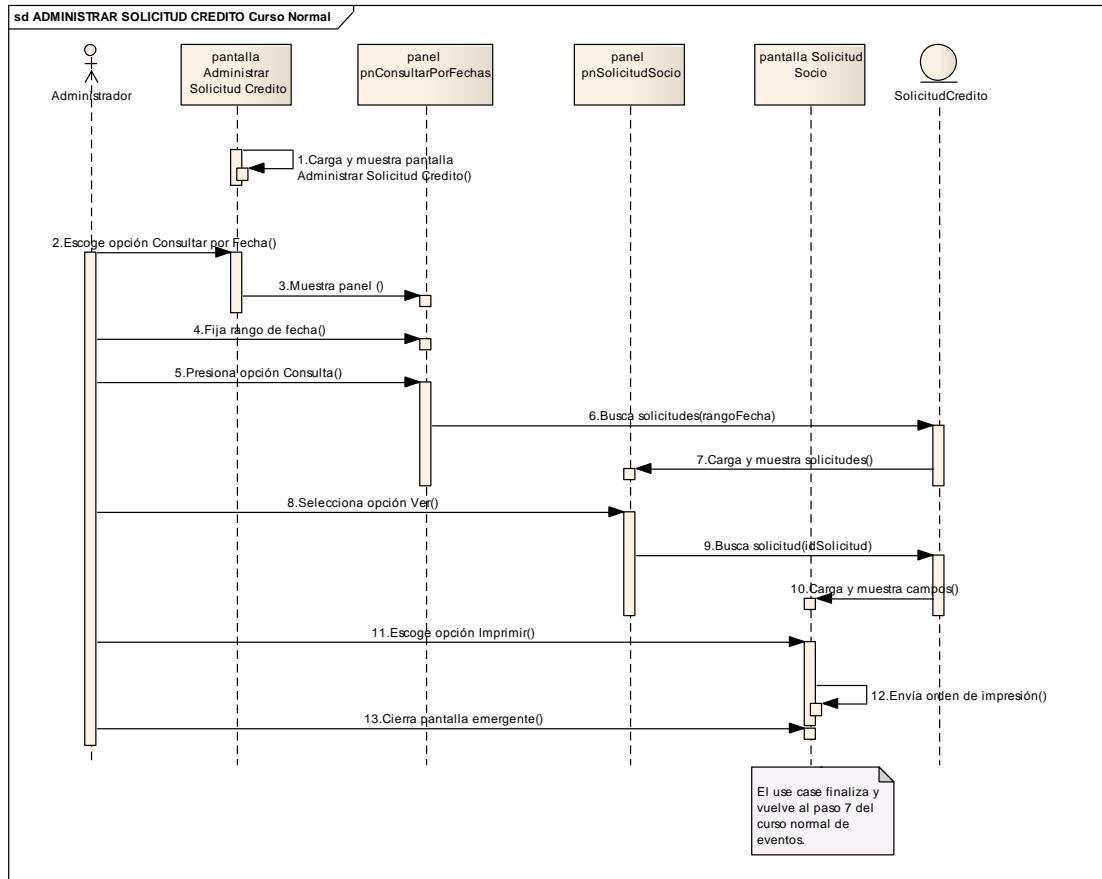 sd ADMINISTRAR SOLICITUD CREDITO Curso Normal
Administrador
pantalla
Administrar
Solicitud Credito
panel
pnConsultarPorFechas
panel
pnSolicitudSocio
pantalla Solicitud
Socio
SolicitudCredito
1.Carga y muestra pantalla
Administrar Solicitud Credito()
2.Escoge opción Consultar por Fecha()
3.Muestra panel ()
4.Fija rango de fecha()
5.Presiona opción Consulta()
6.Busca solicitudes(rangoFecha)
7.Carga y muestra solicitudes()
8.Selecciona opción Ver()
9.Busca solicitud(idSolicitud)
10.Carga y muestra campos()
11.Escoge opción Imprimir()
12.Envía orden de impresión()
13.Cierra pantalla emergente()
El use case finaliza y
vuelve al paso 7 del
curso normal de
eventos.